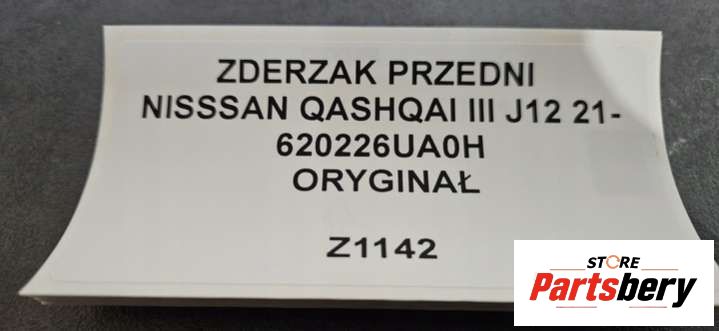 ZDERZAK PRZEDNI
NISSSAN QASHQAI III J12 21-
620226UA0H
ORYGINAŁ
Z1142
STORE
Partsbery